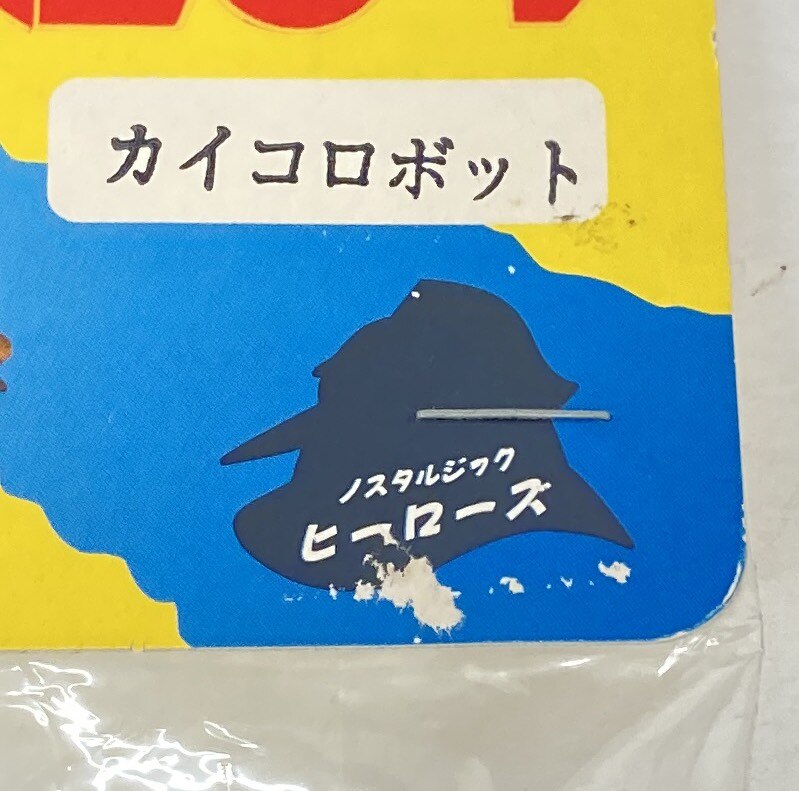 カイコロボット
ノスタルジック
ヒーローズ